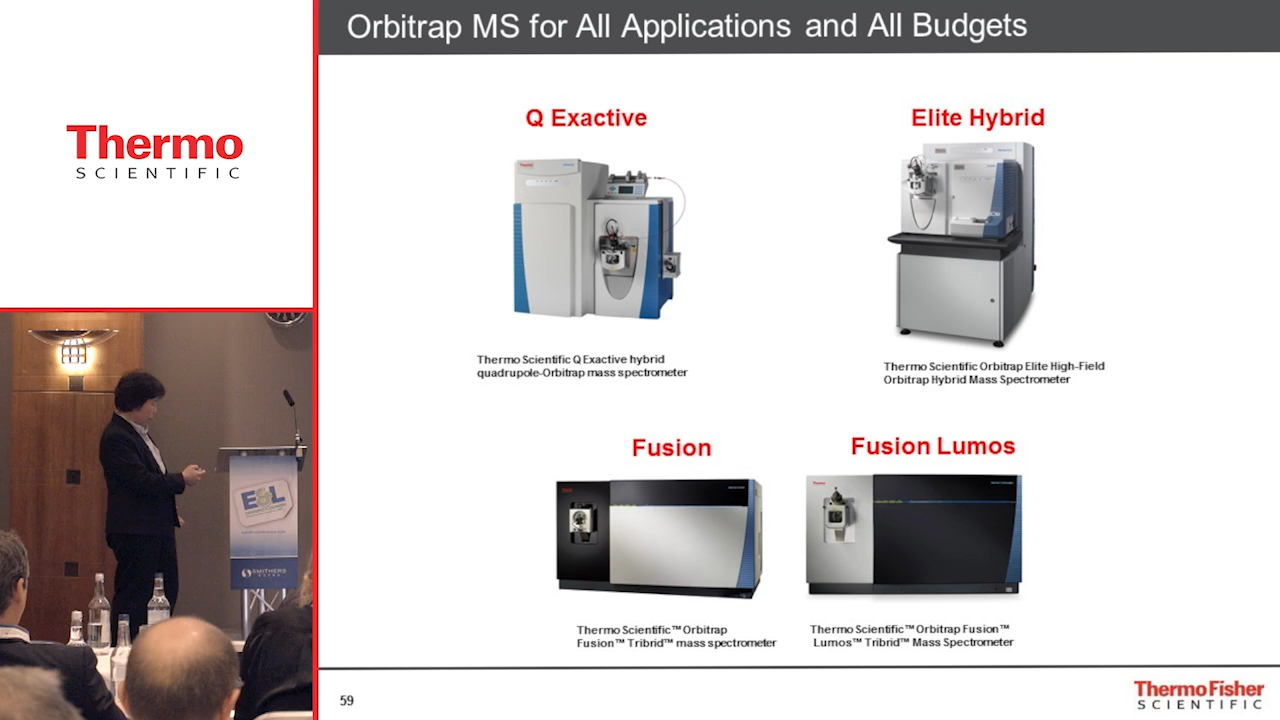 Thermo
SCIENTIFIC
E&L
SMITHERS
Orbitrap MS for All Applications and All Budgets
Q Exactive
Elite Hybrid
Thermo Scientific Q Exactive hybrid
quadrupole-Orbitrap mass spectrometer
Thermo Scientific Orbitrap Elite High-Field
Orbitrap Hybrid Mass Spectrometer
Fusion
Fusion Lumos
Thermo Scientific™ Orbitrap
Fusion™ Tribrid™ mass spectrometer
Thermo Scientific™ Orbitrap Fusion™
Lumos™ Tribrid™ Mass Spectrometer
59
ThermoFisher
SCIENTIFIC